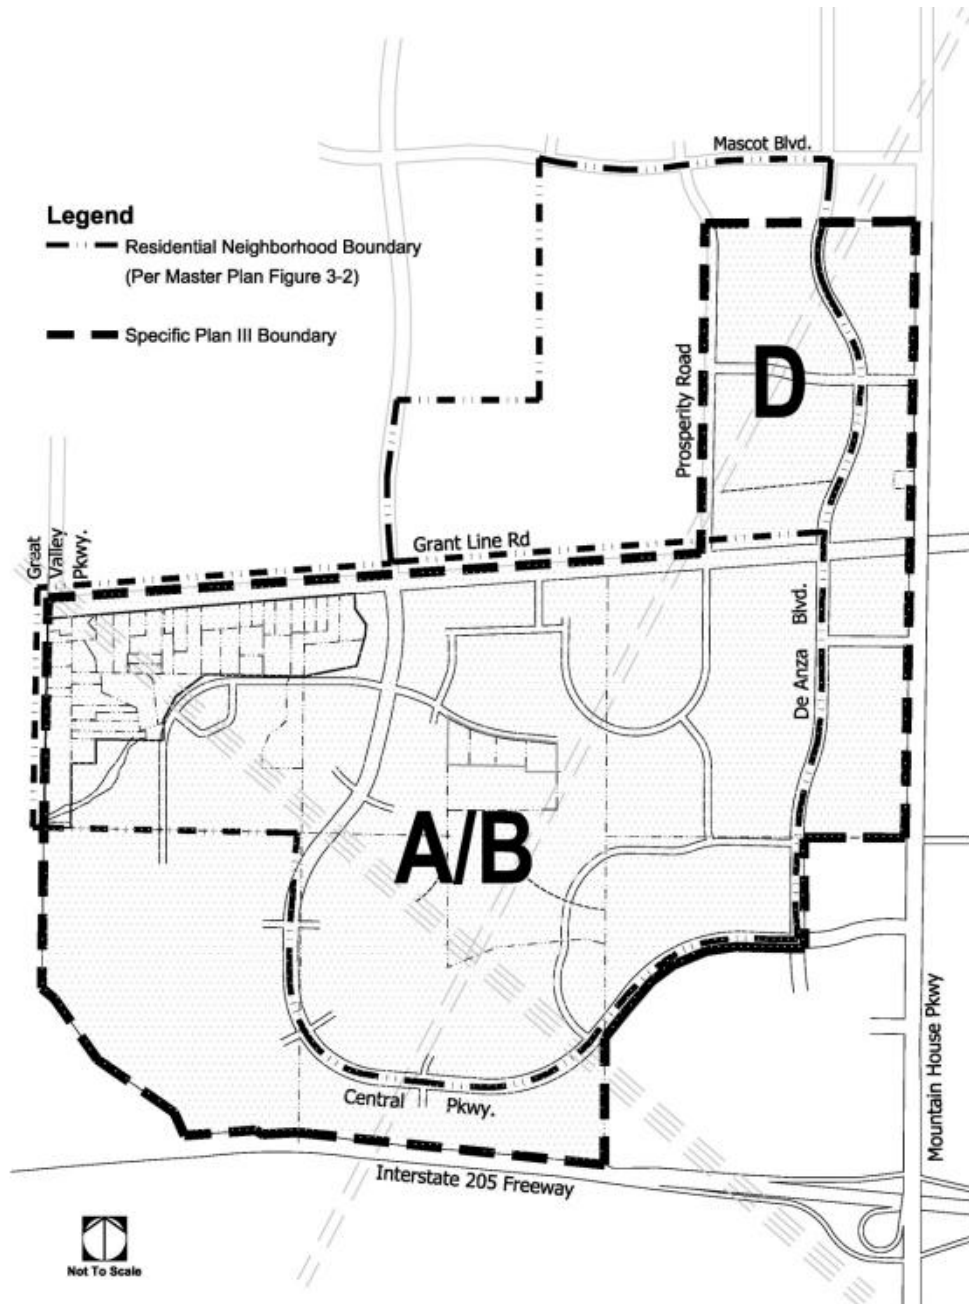 Mascot Blvd.
Legend
Residential Neighborhood Boundary
(Per Master Plan Figure 3-2)
Specific Plan III Boundary
D
Prosperity Road
Great
Valley
Pkwy.
Grant Line Rd
De Anza Blvd.
A/B
Mountain House Pkwy
Central Pkwy.
Interstate 205 Freeway
Not To Scale